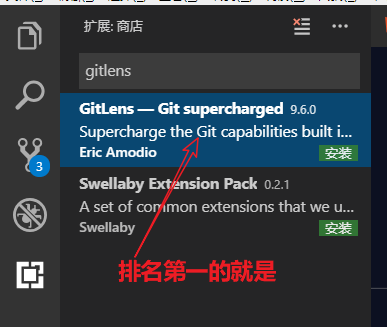 扩展: 商店
gitlens
GitLens — Git supercharged 9.6.0
Supercharge the Git capabilities built i...
Eric Amodio 安装
Swellaby Extension Pack 0.2.1
A set of common extensions that we u...
Swellaby 安装
排名第一的就是
3